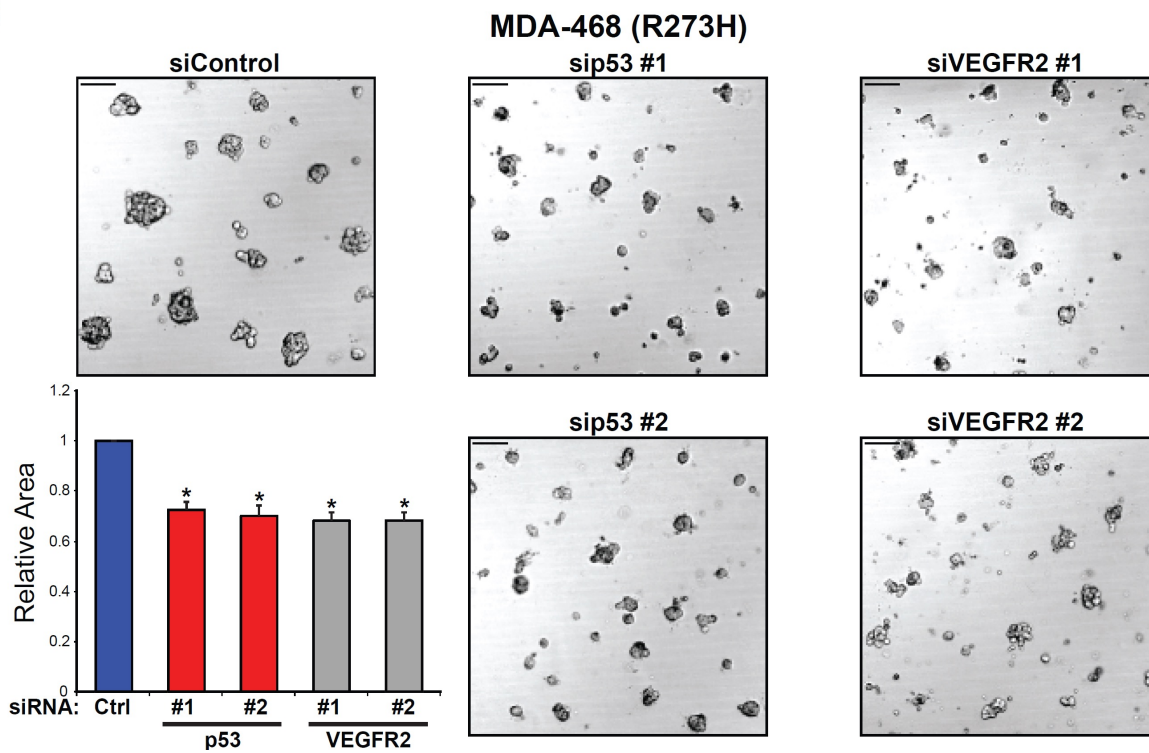 MDA-468 (R273H)
siControl
sip53 #1
siVEGFR2 #1
sip53 #2
siVEGFR2 #2
Relative Area
1.2
1
0.8
0.6
0.4
0.2
0
* * * *
siRNA: Ctrl #1 #2 #1 #2
p53 VEGFR2